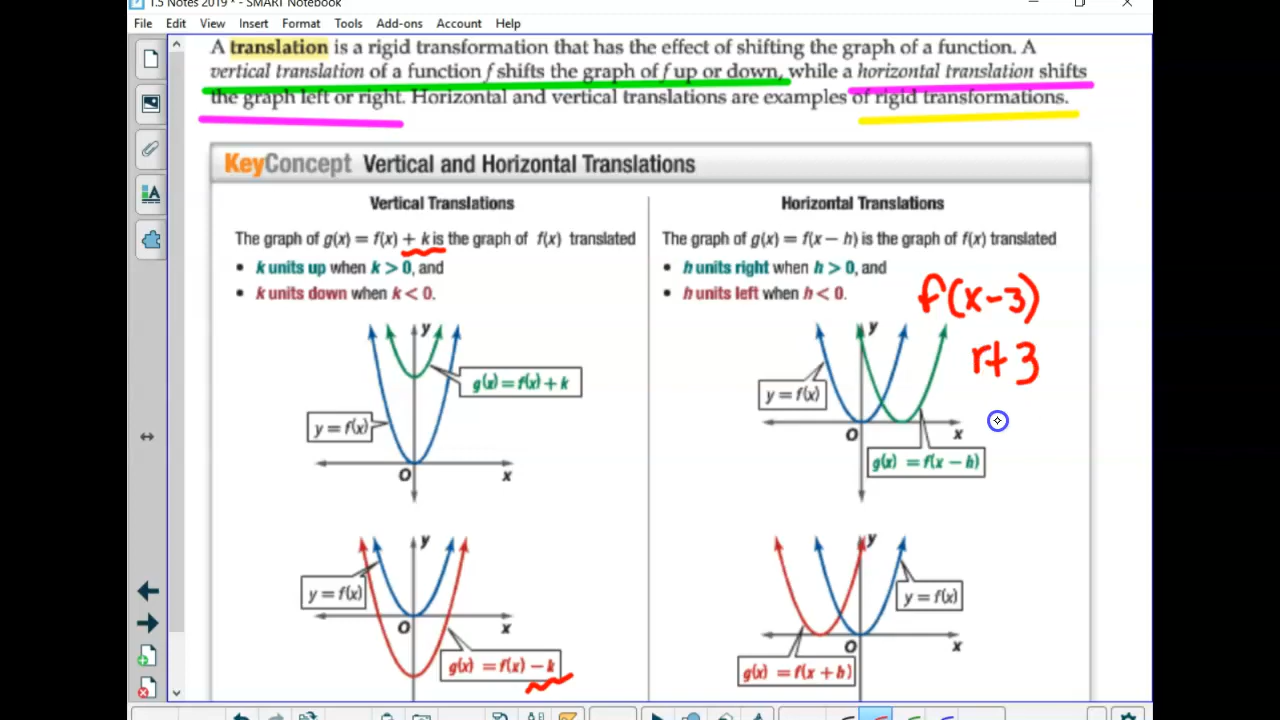 1.5 Notes 2019 * - SMART Notebook
File Edit View Insert Format Tools Add-ons Account Help
A translation is a rigid transformation that has the effect of shifting the graph of a function. A
vertical translation of a function f shifts the graph of f up or down, while a horizontal translation shifts
the graph left or right. Horizontal and vertical translations are examples of rigid transformations.
KeyConcept Vertical and Horizontal Translations
Vertical Translations
The graph of g(x) = f(x) + k is the graph of f(x) translated
• k units up when k > 0, and
• k units down when k < 0.
y
g(x) = f(x) + k
y = f(x)
O
x
y
y = f(x)
O
x
g(x) = f(x) – k
Horizontal Translations
The graph of g(x) = f(x – h) is the graph of f(x) translated
• h units right when h > 0, and
• h units left when h < 0.
f(x-3)
rt 3
y
y = f(x)
O
x
g(x) = f(x – h)
y
y = f(x)
O
x
g(x) = f(x + h)